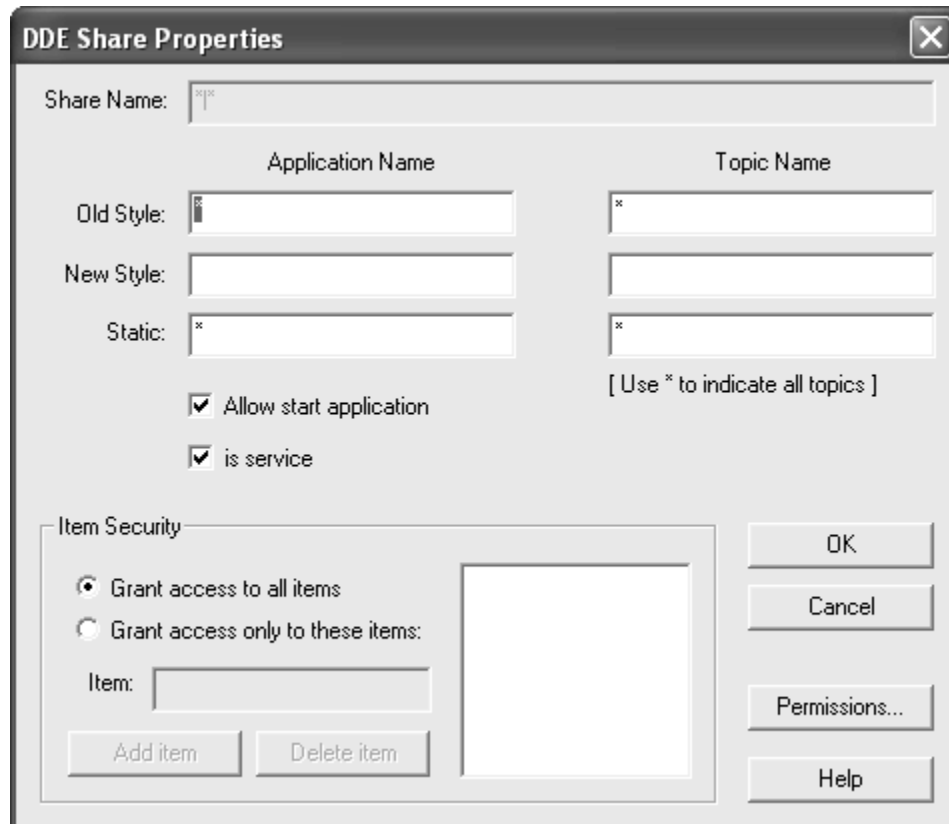 DDE Share Properties
Share Name: *|*
Application Name Topic Name
Old Style: * *
New Style:
Static: * *
[ Use * to indicate all topics ]
Allow start application
is service
Item Security
Grant access to all items
Grant access only to these items:
Item:
Add item Delete item
OK
Cancel
Permissions...
Help